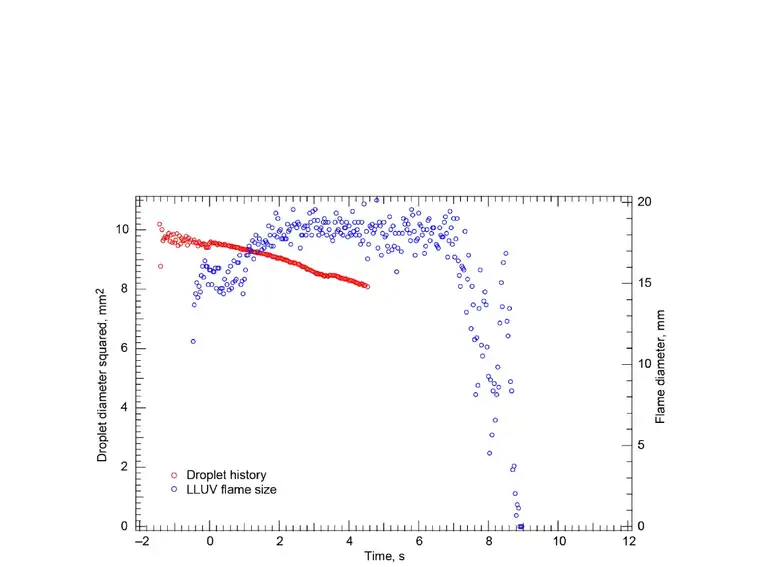 20
10
15
8
Droplet diameter squared, mm2
6
10
Flame diameter, mm
4
5
2
Droplet history
LLUV flame size
0
0
−2 0 2 4 6 8 10 12
Time, s